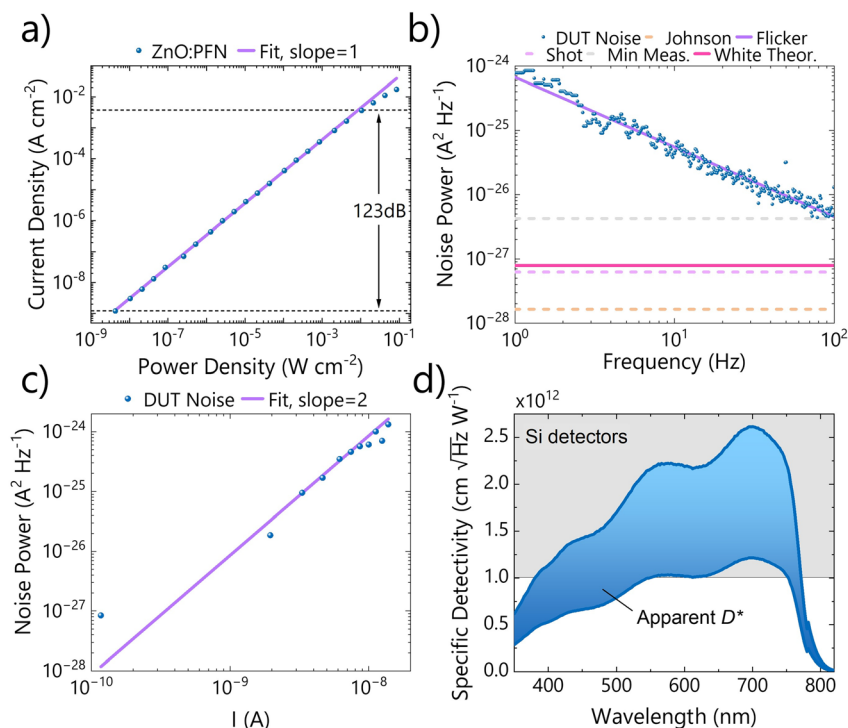 a)
ZnO:PFN
Fit, slope=1
Current Density (A cm⁻²)
10⁻²
10⁻⁴
10⁻⁶
10⁻⁸
123dB
10⁻⁹ 10⁻⁷ 10⁻⁵ 10⁻³ 10⁻¹
Power Density (W cm⁻²)
b)
DUT Noise Johnson Flicker
Shot Min Meas. White Theor.
Noise Power (A² Hz⁻¹)
10⁻²⁴
10⁻²⁵
10⁻²⁶
10⁻²⁷
10⁻²⁸
10⁰ 10¹ 10²
Frequency (Hz)
c)
DUT Noise
Fit, slope=2
Noise Power (A² Hz⁻¹)
10⁻²⁴
10⁻²⁵
10⁻²⁶
10⁻²⁷
10⁻²⁸
10⁻¹⁰ 10⁻⁹ 10⁻⁸
I (A)
d)
×10¹²
Specific Detectivity (cm √Hz W⁻¹)
2.5
2.0
1.5
1.0
0.5
0.0
Si detectors
Apparent D*
400 500 600 700 800
Wavelength (nm)